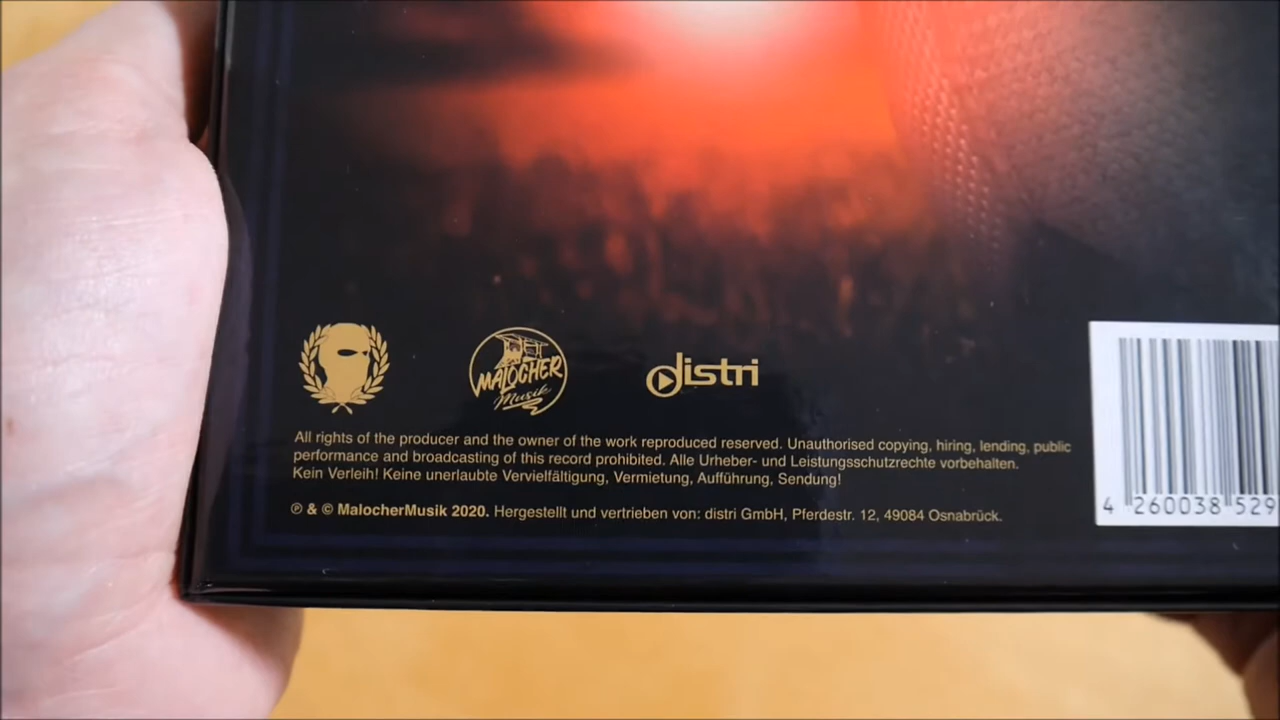 MALOCHER
Musik
distri
All rights of the producer and the owner of the work reproduced reserved. Unauthorised copying, hiring, lending, public
performance and broadcasting of this record prohibited. Alle Urheber- und Leistungsschutzrechte vorbehalten.
Kein Verleih! Keine unerlaubte Vervielfältigung, Vermietung, Aufführung, Sendung!
℗ & © MalocherMusik 2020. Hergestellt und vertrieben von: distri GmbH, Pferdestr. 12, 49084 Osnabrück.
4 260038 529